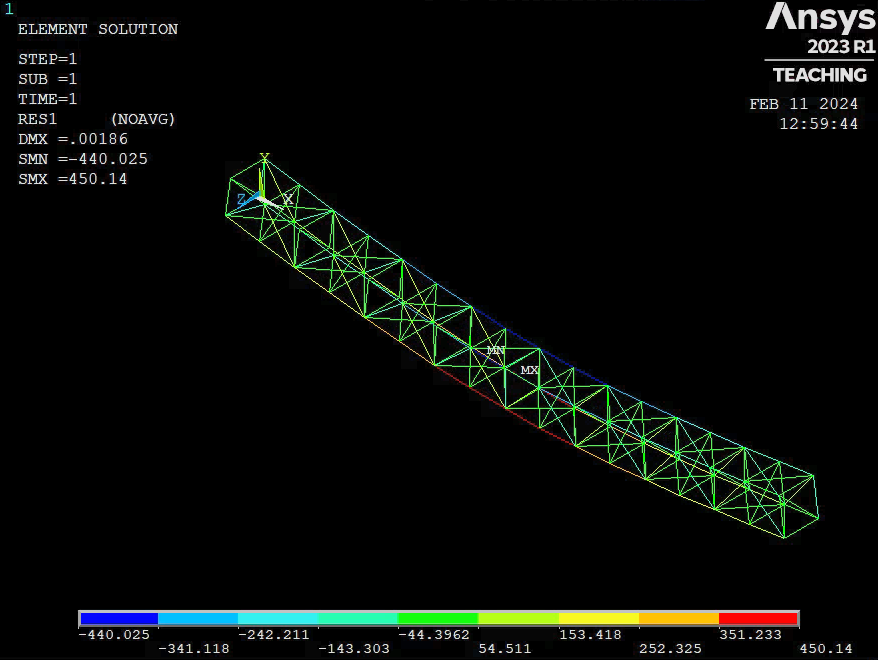 1
ELEMENT SOLUTION
STEP=1
SUB =1
TIME=1
RES1 (NOAVG)
DMX =.00186
SMN =-440.025
SMX =450.14
Ansys
2023 R1
TEACHING
FEB 11 2024
12:59:44
Y
Z X
MN
MX
-440.025 -242.211 -44.3962 153.418 351.233
-341.118 -143.303 54.511 252.325 450.14